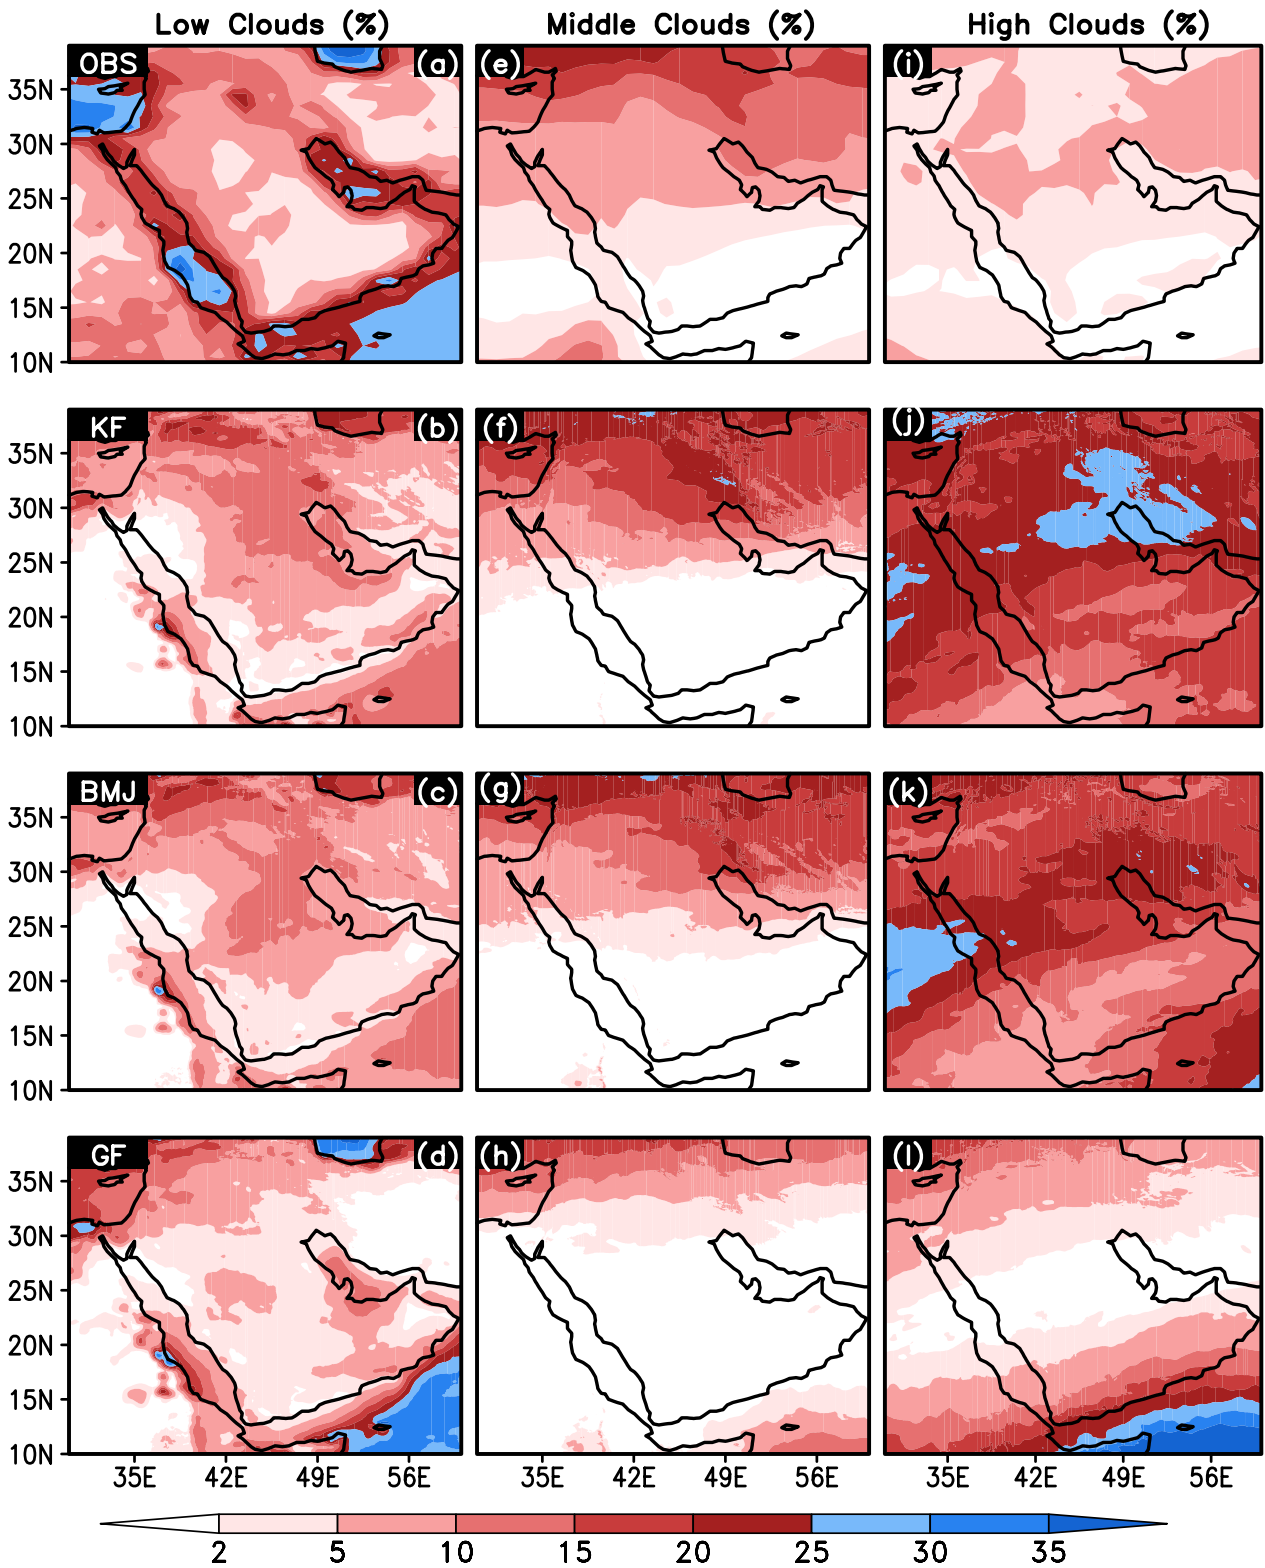 Low Clouds (%) Middle Clouds (%) High Clouds (%)
OBS (a) (e) (i)
35N
30N
25N
20N
15N
10N
KF (b) (f) (j)
35N
30N
25N
20N
15N
10N
BMJ (c) (g) (k)
35N
30N
25N
20N
15N
10N
GF (d) (h) (l)
35N
30N
25N
20N
15N
10N
35E 42E 49E 56E 35E 42E 49E 56E 35E 42E 49E 56E
2 5 10 15 20 25 30 35